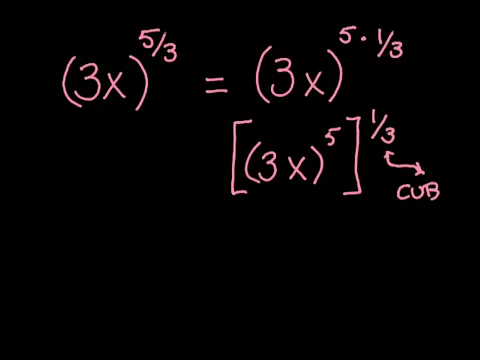 (3x)^{5/3} = (3x)^{5 · 1/3}
[(3x)^5]^{1/3}
CUB